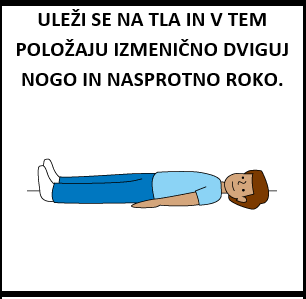 ULEŽI SE NA TLA IN V TEM
POLOŽAJU IZMENIČNO DVIGUJ
NOGO IN NASPROTNO ROKO.